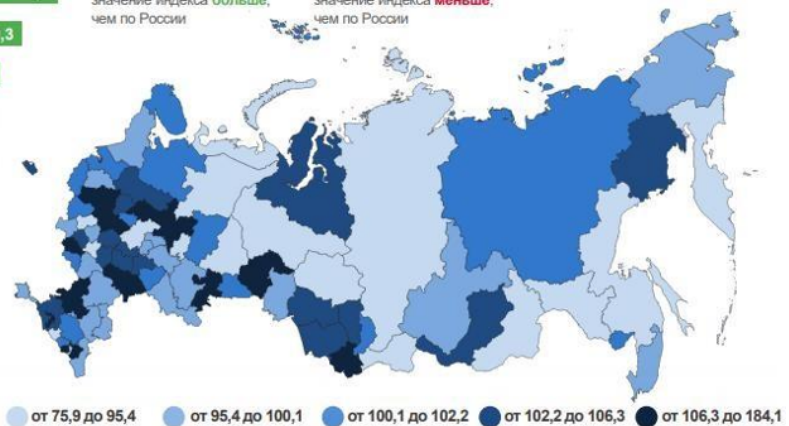 ,3
значение индекса больше,
чем по России
значение индекса меньше,
чем по России
от 75,9 до 95,4
от 95,4 до 100,1
от 100,1 до 102,2
от 102,2 до 106,3
от 106,3 до 184,1